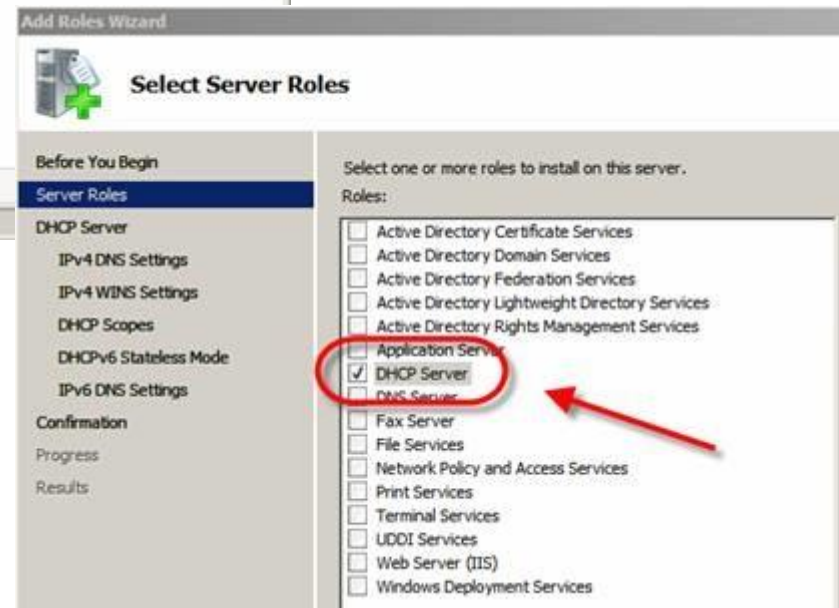 Add Roles Wizard
Select Server Roles
Before You Begin
Server Roles
DHCP Server
IPv4 DNS Settings
IPv4 WINS Settings
DHCP Scopes
DHCPv6 Stateless Mode
IPv6 DNS Settings
Confirmation
Progress
Results
Select one or more roles to install on this server.
Roles:
Active Directory Certificate Services
Active Directory Domain Services
Active Directory Federation Services
Active Directory Lightweight Directory Services
Active Directory Rights Management Services
Application Server
DHCP Server
DNS Server
Fax Server
File Services
Network Policy and Access Services
Print Services
Terminal Services
UDDI Services
Web Server (IIS)
Windows Deployment Services